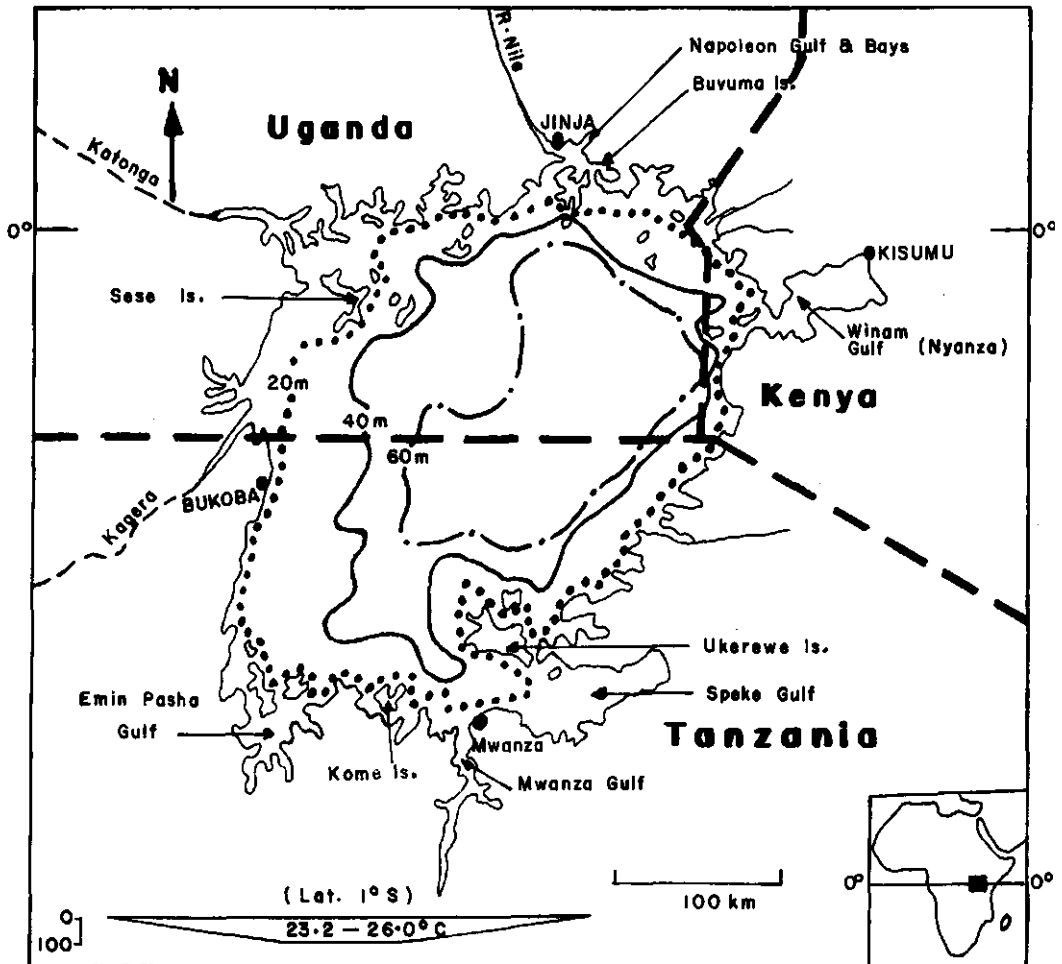 R. Nile
Napoleon Gulf & Bays
Buvuma Is.
N
JINJA
Uganda
Katonga
0°
0°
KISUMU
Sese Is.
Winam
Gulf (Nyanza)
20m
Kenya
40m
60m
BUKOBA
Kagera
Ukerewe Is.
Emin Pasha
Gulf
Speke Gulf
Tanzania
Mwanza
Kome Is.
Mwanza Gulf
(Lat. 1° S)
0
100
23.2 – 26.0°C
100 km
0°
0°